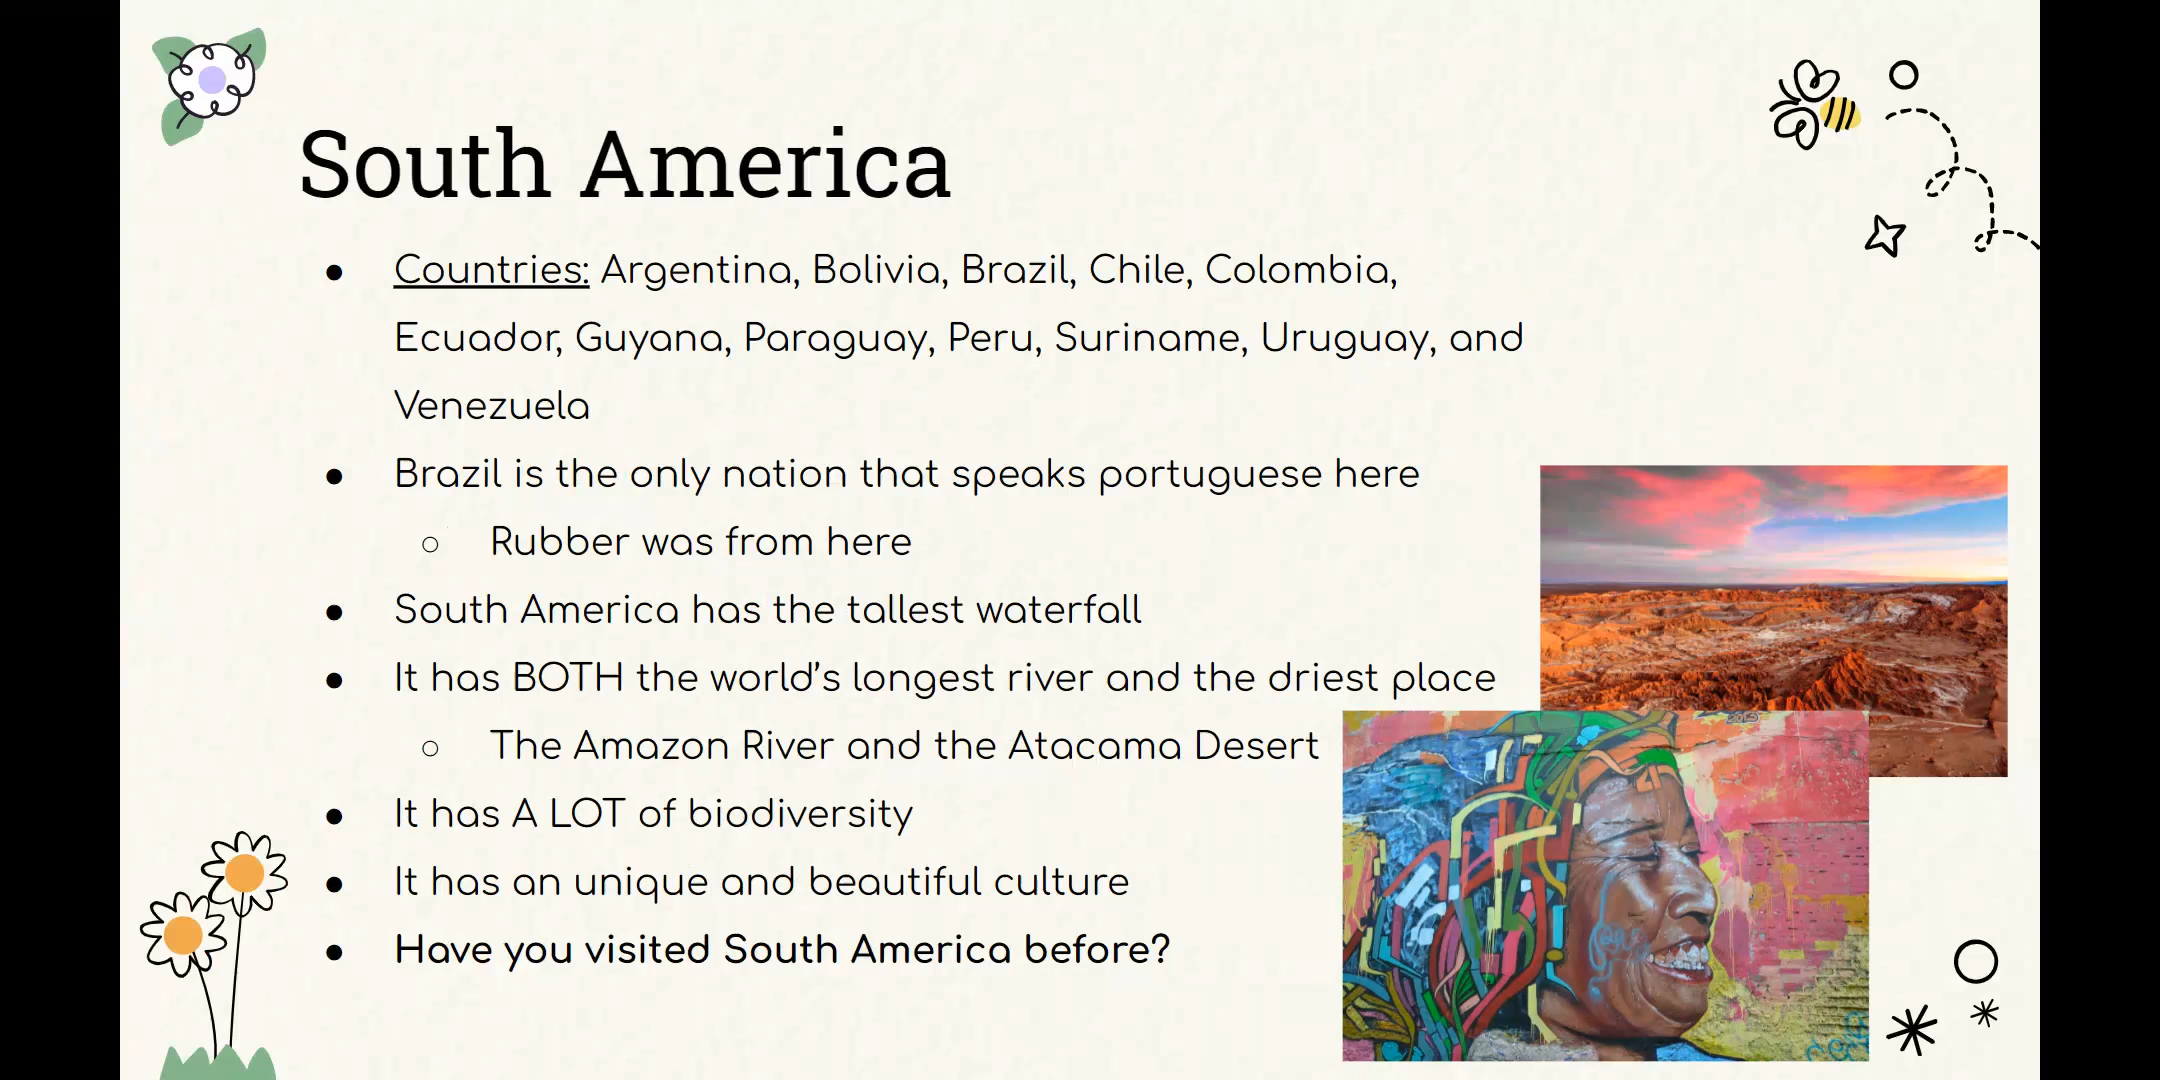 South America
● Countries: Argentina, Bolivia, Brazil, Chile, Colombia,
Ecuador, Guyana, Paraguay, Peru, Suriname, Uruguay, and
Venezuela
● Brazil is the only nation that speaks portuguese here
○ Rubber was from here
● South America has the tallest waterfall
● It has BOTH the world’s longest river and the driest place
○ The Amazon River and the Atacama Desert
● It has A LOT of biodiversity
● It has an unique and beautiful culture
● Have you visited South America before?